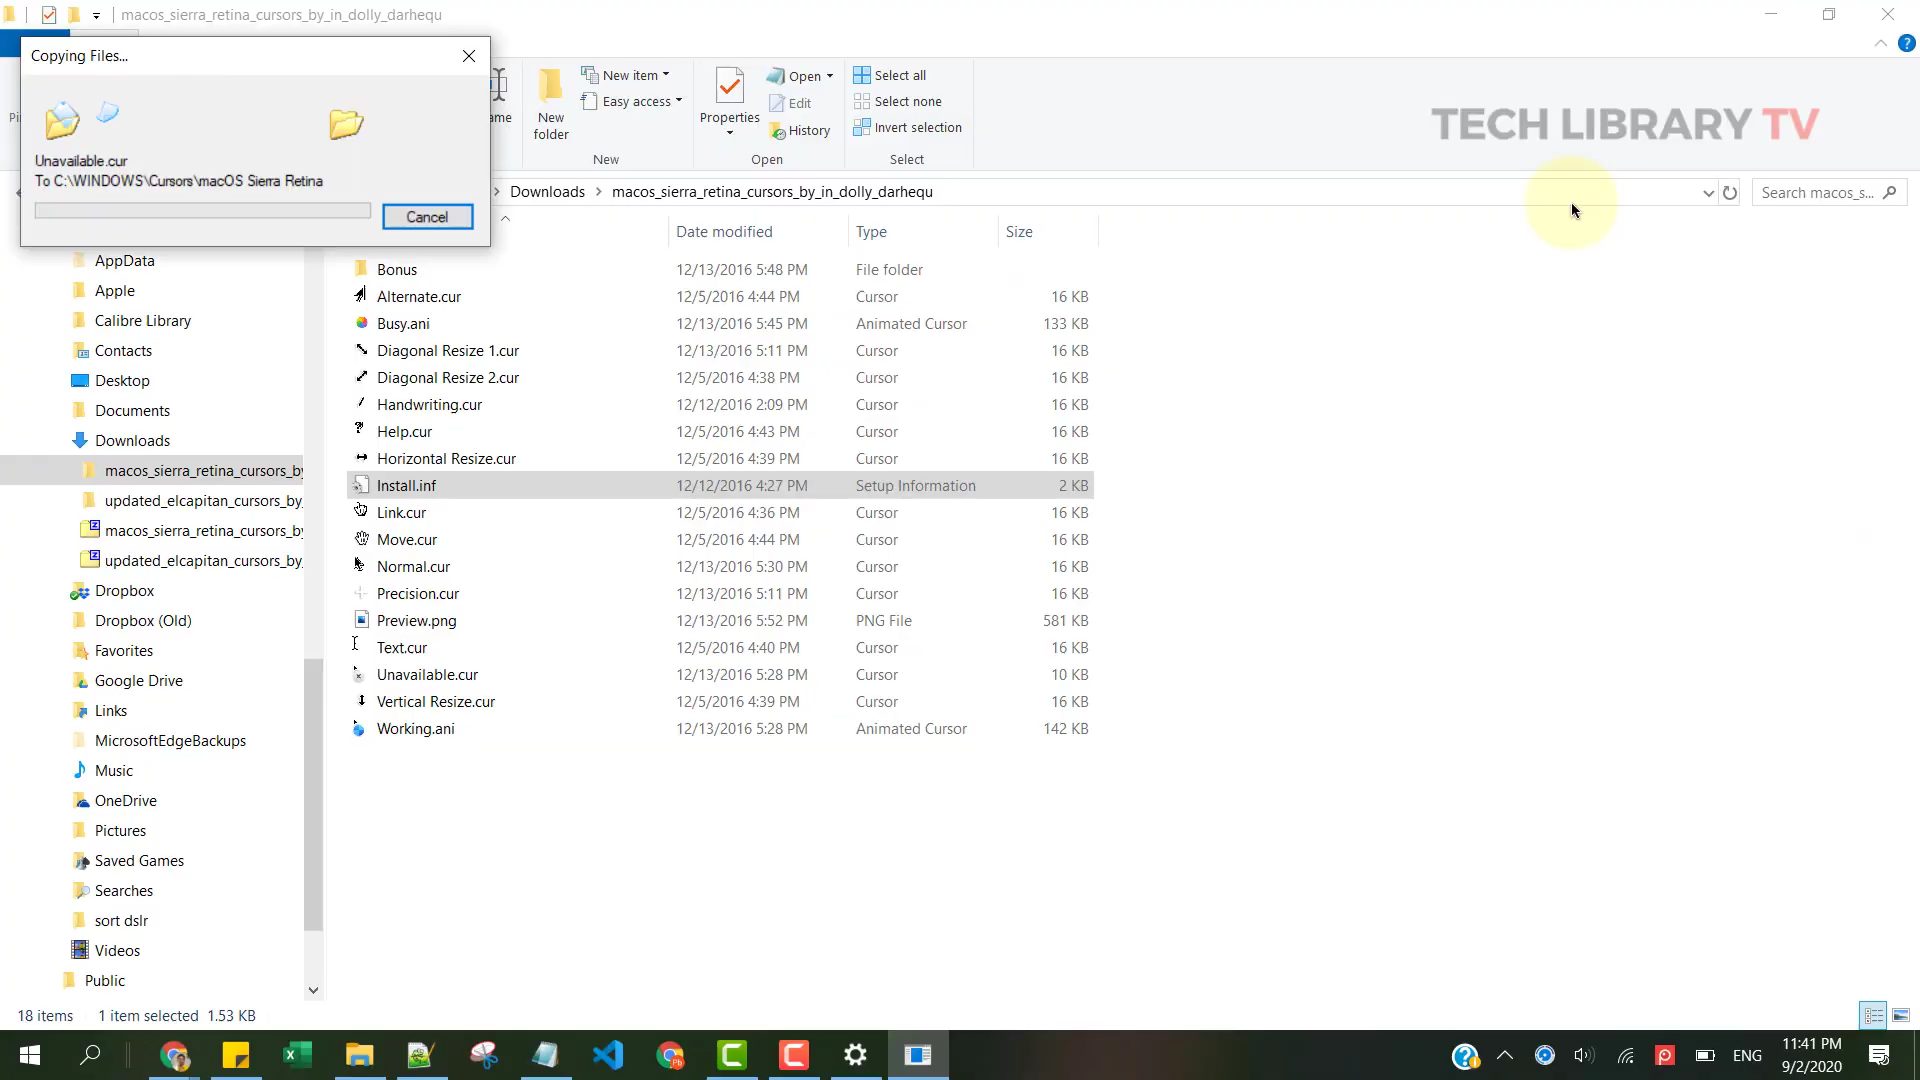 macos_sierra_retina_cursors_by_in_dolly_darhequ
Copying Files...
Unavailable.cur
To C:\WINDOWS\Cursors\macOS Sierra Retina
Cancel
New item
Easy access
New
folder
New
Properties
Open
Edit
History
Open
Select all
Select none
Invert selection
Select
TECH LIBRARY TV
Downloads > macos_sierra_retina_cursors_by_in_dolly_darhequ
Search macos_s...
Date modified Type Size
AppData
Apple
Calibre Library
Contacts
Desktop
Documents
Downloads
macos_sierra_retina_cursors_by
updated_elcapitan_cursors_by_
macos_sierra_retina_cursors_by
updated_elcapitan_cursors_by_
Dropbox
Dropbox (Old)
Favorites
Google Drive
Links
MicrosoftEdgeBackups
Music
OneDrive
Pictures
Saved Games
Searches
sort dslr
Videos
Public
Bonus 12/13/2016 5:48 PM File folder
Alternate.cur 12/5/2016 4:44 PM Cursor 16 KB
Busy.ani 12/13/2016 5:45 PM Animated Cursor 133 KB
Diagonal Resize 1.cur 12/13/2016 5:11 PM Cursor 16 KB
Diagonal Resize 2.cur 12/5/2016 4:38 PM Cursor 16 KB
Handwriting.cur 12/12/2016 2:09 PM Cursor 16 KB
Help.cur 12/5/2016 4:43 PM Cursor 16 KB
Horizontal Resize.cur 12/5/2016 4:39 PM Cursor 16 KB
Install.inf 12/12/2016 4:27 PM Setup Information 2 KB
Link.cur 12/5/2016 4:36 PM Cursor 16 KB
Move.cur 12/5/2016 4:44 PM Cursor 16 KB
Normal.cur 12/13/2016 5:30 PM Cursor 16 KB
Precision.cur 12/13/2016 5:11 PM Cursor 16 KB
Preview.png 12/13/2016 5:52 PM PNG File 581 KB
Text.cur 12/5/2016 4:40 PM Cursor 16 KB
Unavailable.cur 12/13/2016 5:28 PM Cursor 10 KB
Vertical Resize.cur 12/5/2016 4:39 PM Cursor 16 KB
Working.ani 12/13/2016 5:28 PM Animated Cursor 142 KB
18 items 1 item selected 1.53 KB
ENG
11:41 PM
9/2/2020